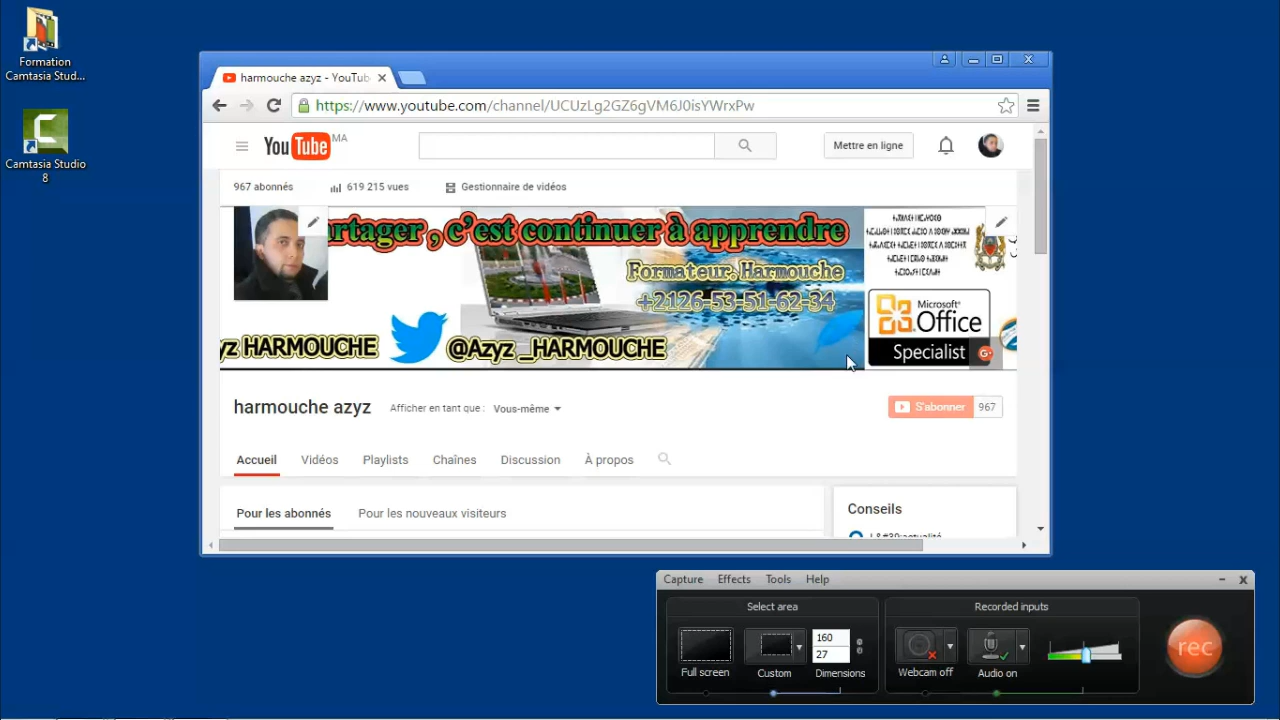 Formation
Camtasia Stud...
Camtasia Studio
8
harmouche azyz - YouTub
https://www.youtube.com/channel/UCUzLg2GZ6gVM6J0isYWrxPw
YouTube MA
Mettre en ligne
967 abonnés
619 215 vues
Gestionnaire de vidéos
artager , c'est continuer à apprendre
Formateur. Harmouche
+2126-53-51-62-34
yz HARMOUCHE
@Azyz _HARMOUCHE
Microsoft®
Office
Specialist
G+
harmouche azyz
Afficher en tant que :
Vous-même
S'abonner
967
Accueil
Vidéos
Playlists
Chaînes
Discussion
À propos
Pour les abonnés
Pour les nouveaux visiteurs
Conseils
L&#39;actualité
Capture
Effects
Tools
Help
Select area
Recorded inputs
160
27
Full screen
Custom
Dimensions
Webcam off
Audio on
rec